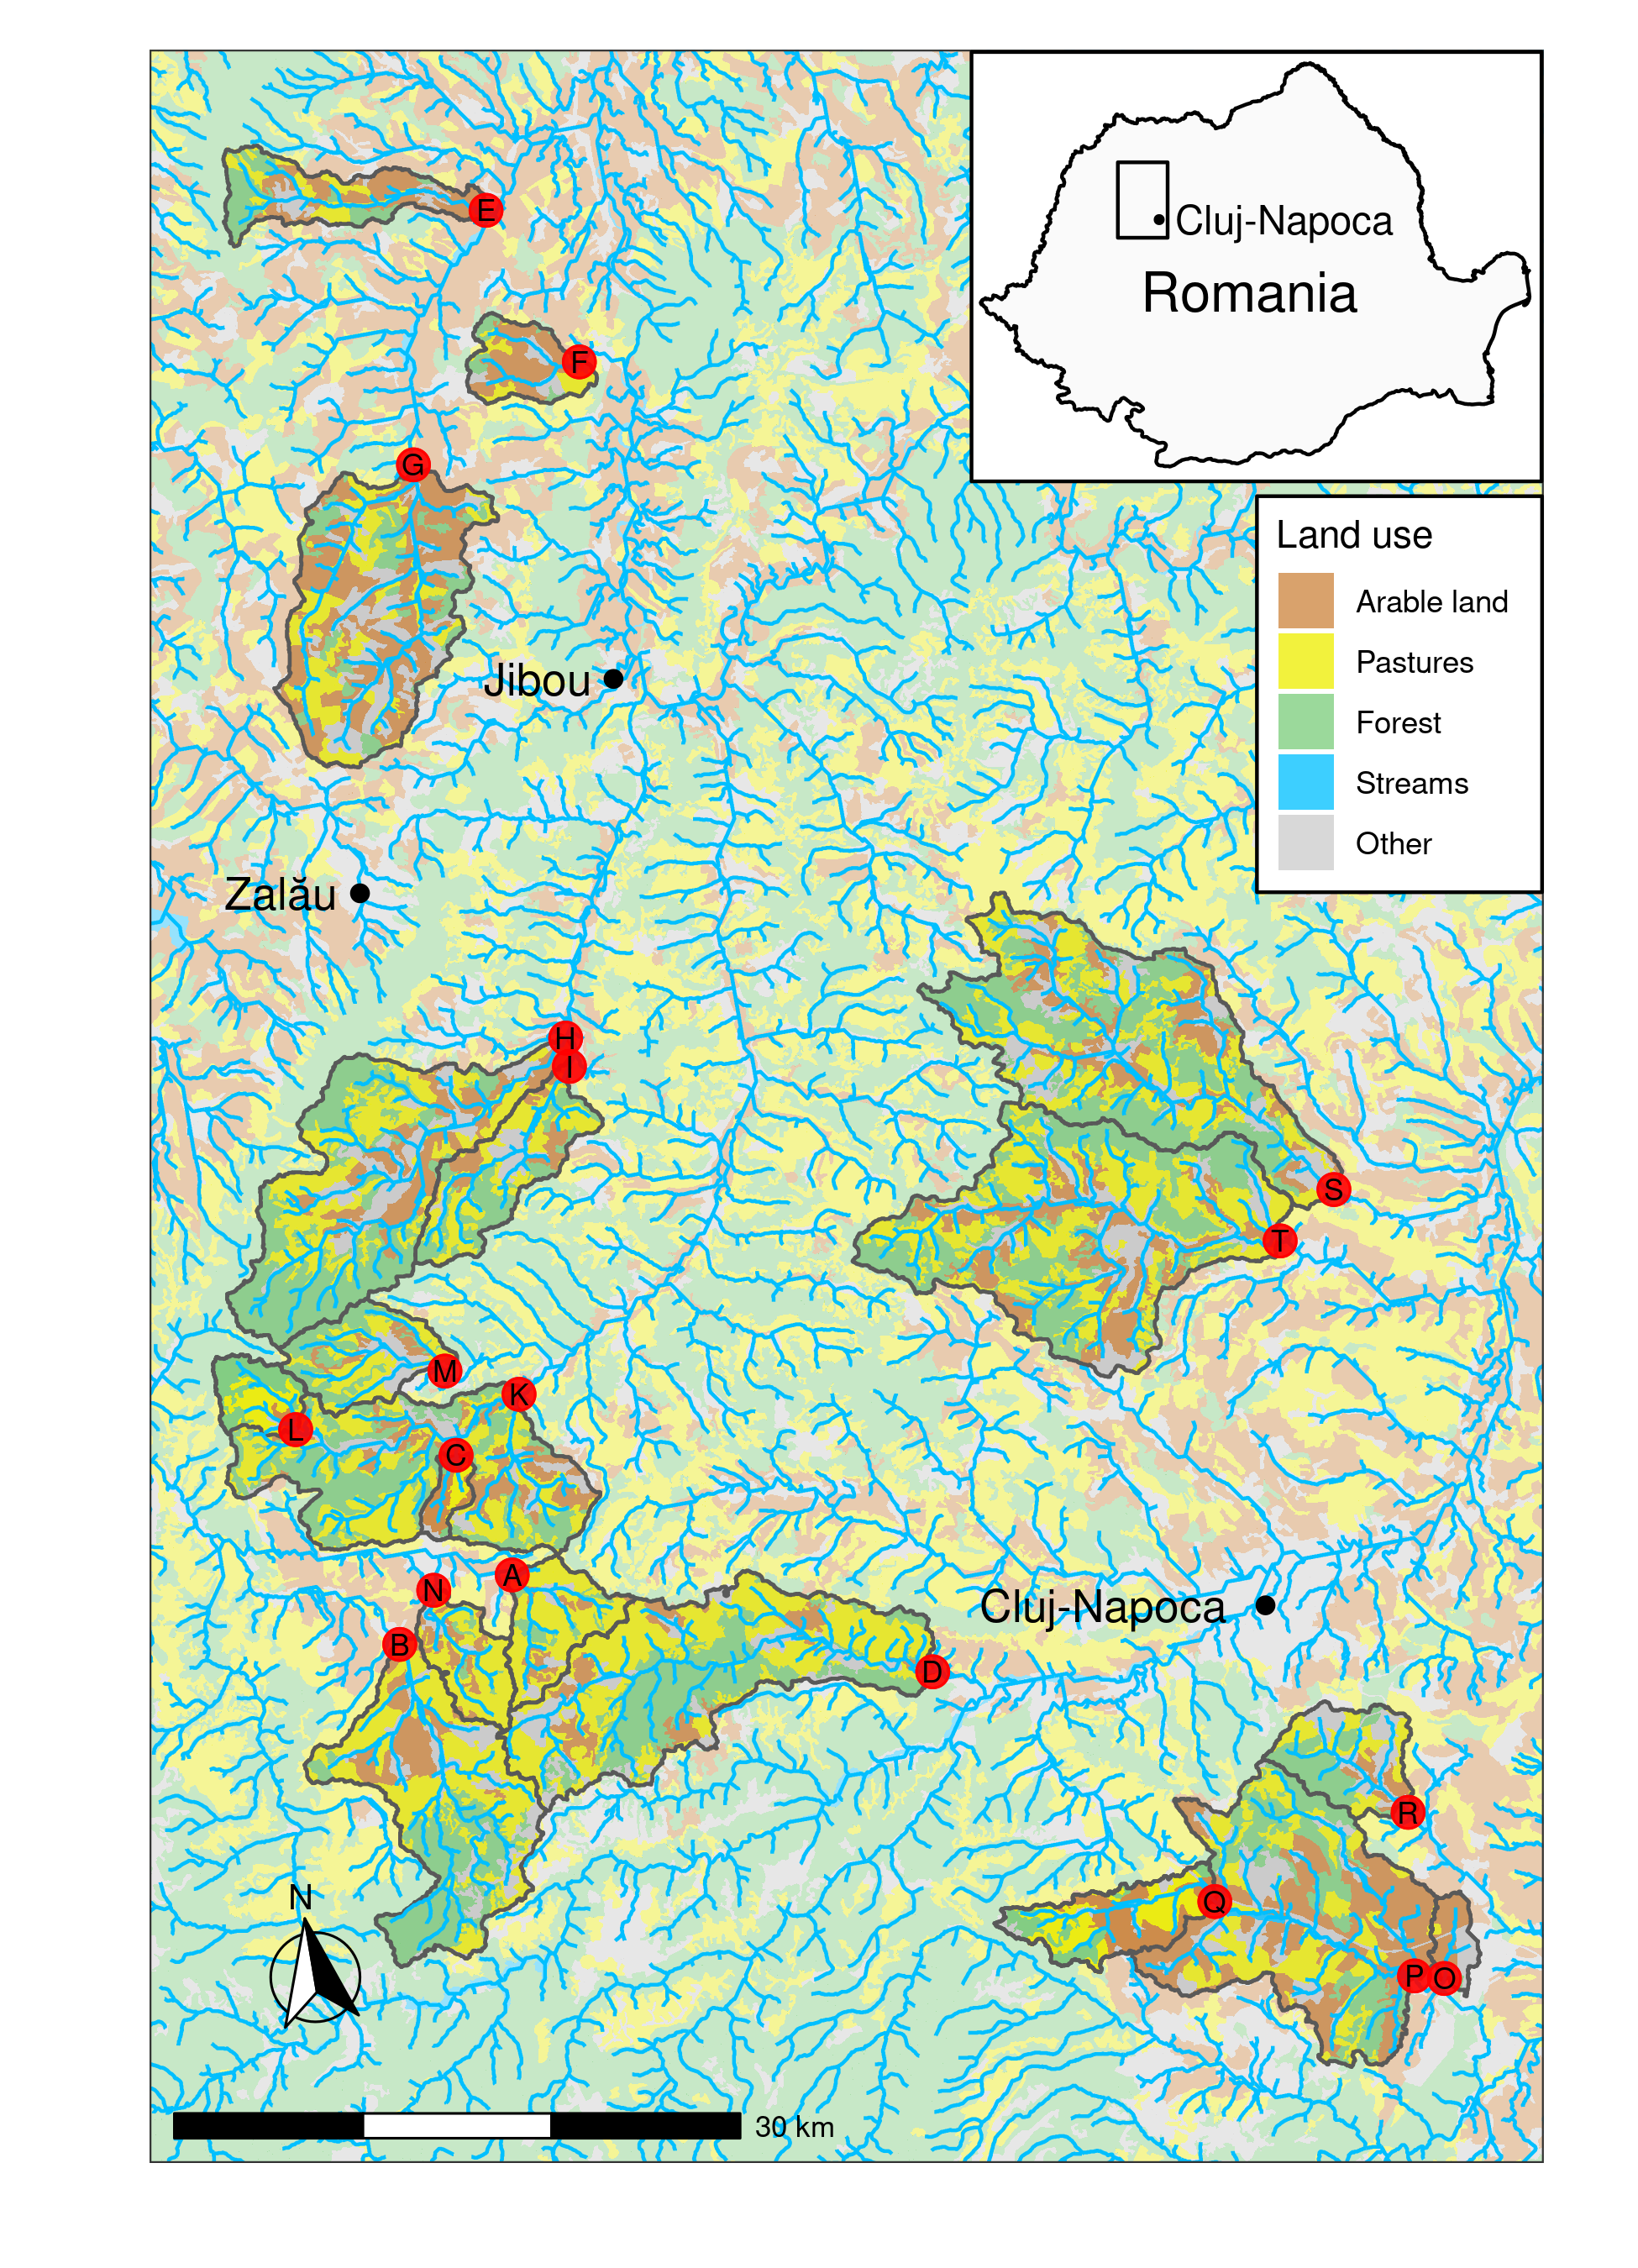 Cluj-Napoca
Romania
Land use
Arable land
Pastures
Forest
Streams
Other
E
F
G
Jibou
Zalău
H
I
S
T
M
K
L
C
A
N
B
Cluj-Napoca
D
R
Q
P
O
N
30 km